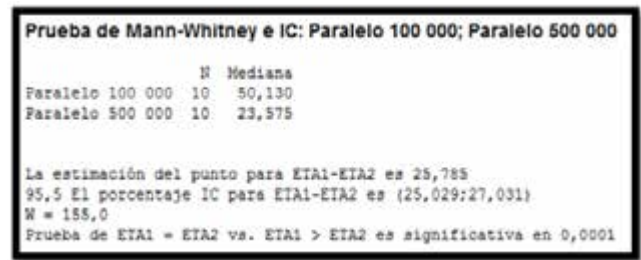 Prueba de Mann-Whitney e IC: Paralelo 100 000; Paralelo 500 000
N Mediana
Paralelo 100 000 10 50,130
Paralelo 500 000 10 23,575
La estimación del punto para ETA1-ETA2 es 25,785
95,5 El porcentaje IC para ETA1-ETA2 es (25,029;27,031)
W = 155,0
Prueba de ETA1 = ETA2 vs. ETA1 > ETA2 es significativa en 0,0001